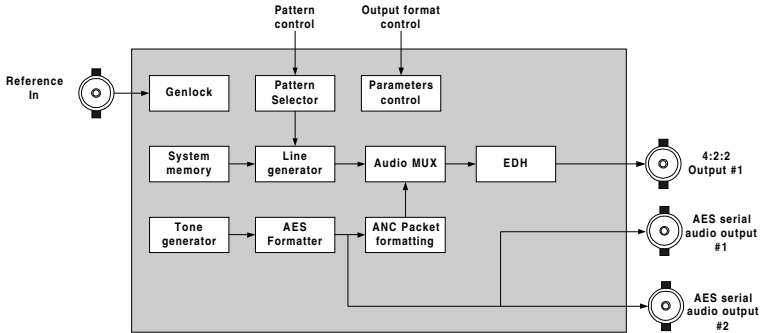 Pattern
control
Output format
control
Reference
In
Genlock
Pattern
Selector
Parameters
control
System
memory
Line
generator
Audio MUX
EDH
4:2:2
Output #1
Tone
generator
AES
Formatter
ANC Packet
formatting
AES serial
audio output
#1
AES serial
audio output
#2